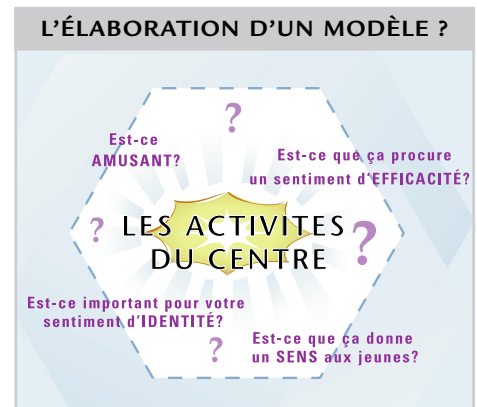 L'ÉLABORATION D'UN MODÈLE ?
?
Est-ce
AMUSANT?
Est-ce que ça procure
un sentiment d'EFFICACITÉ?
?
LES ACTIVITES
DU CENTRE
?
Est-ce important pour votre
sentiment d'IDENTITÉ?
?
Est-ce que ça donne
un SENS aux jeunes?